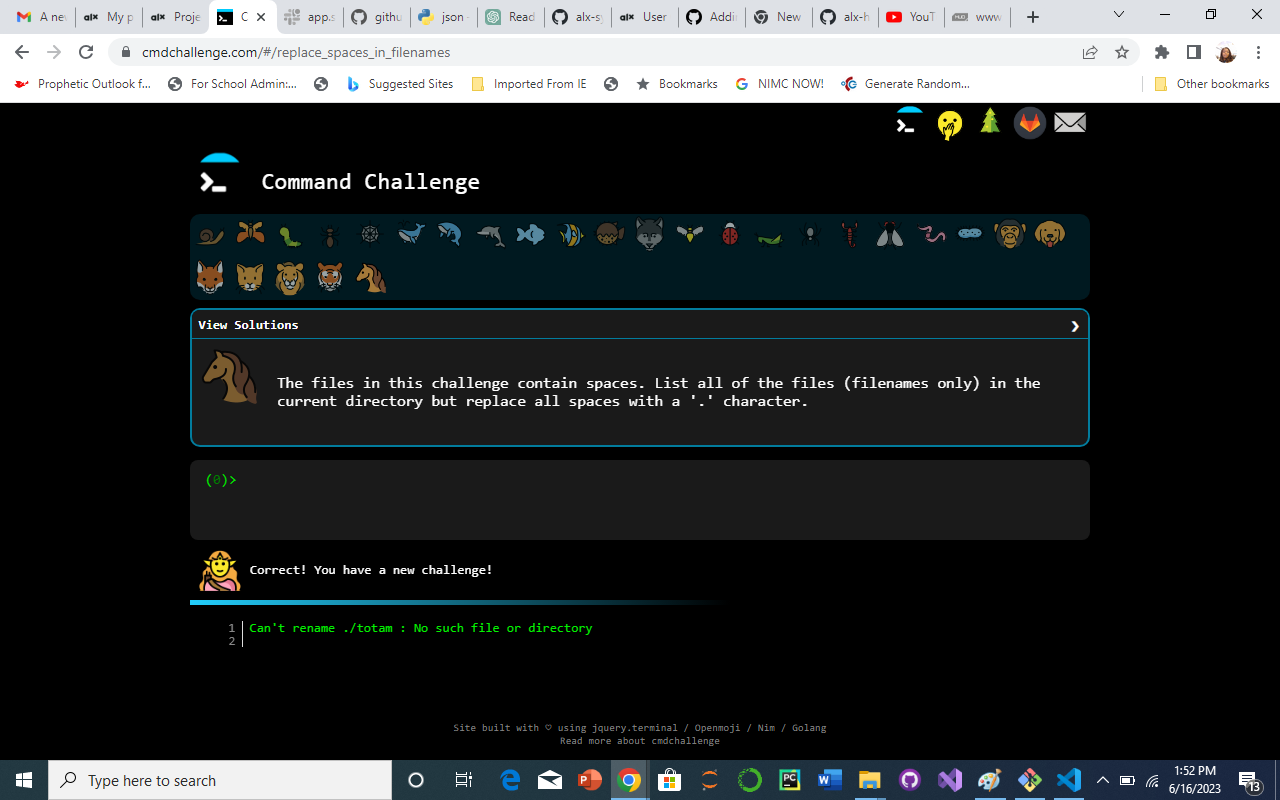 A ne
alx My p
alx Proje
C
app.s
githu
json -
Read
alx-s
alx User
Addi
New
alx-h
YouT
www
cmdchallenge.com/#/replace_spaces_in_filenames
Prophetic Outlook f...
For School Admin:...
Suggested Sites
Imported From IE
Bookmarks
NIMC NOW!
Generate Random...
Other bookmarks
Command Challenge
View Solutions
The files in this challenge contain spaces. List all of the files (filenames only) in the
current directory but replace all spaces with a '.' character.
(0)>
Correct! You have a new challenge!
1 Can't rename ./totam : No such file or directory
2
Site built with ♡ using jquery.terminal / Openmoji / Nim / Golang
Read more about cmdchallenge
Type here to search
1:52 PM
6/16/2023
13